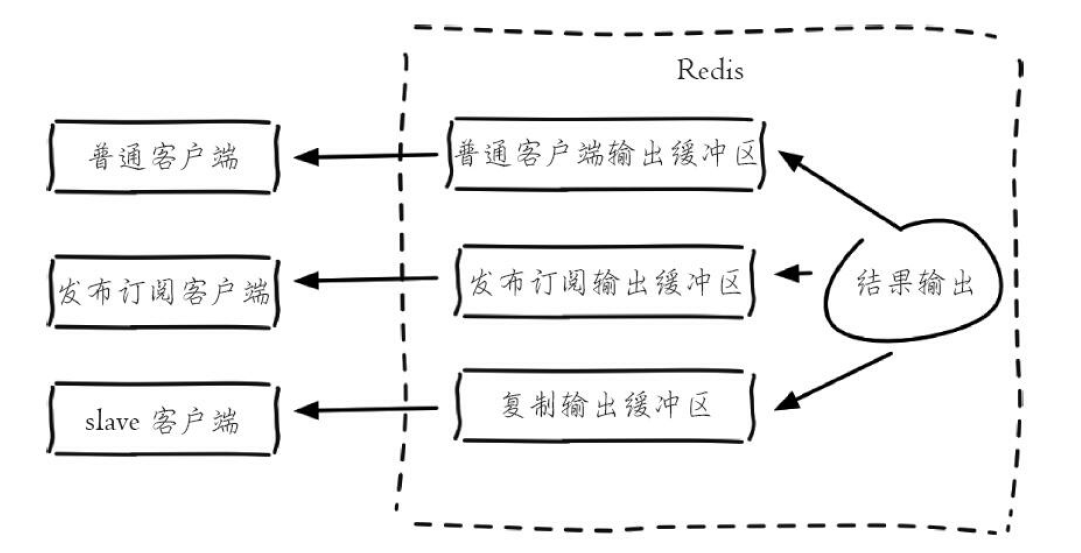 Redis
普通客户端
普通客户端输出缓冲区
发布订阅客户端
发布订阅输出缓冲区
结果输出
slave 客户端
复制输出缓冲区